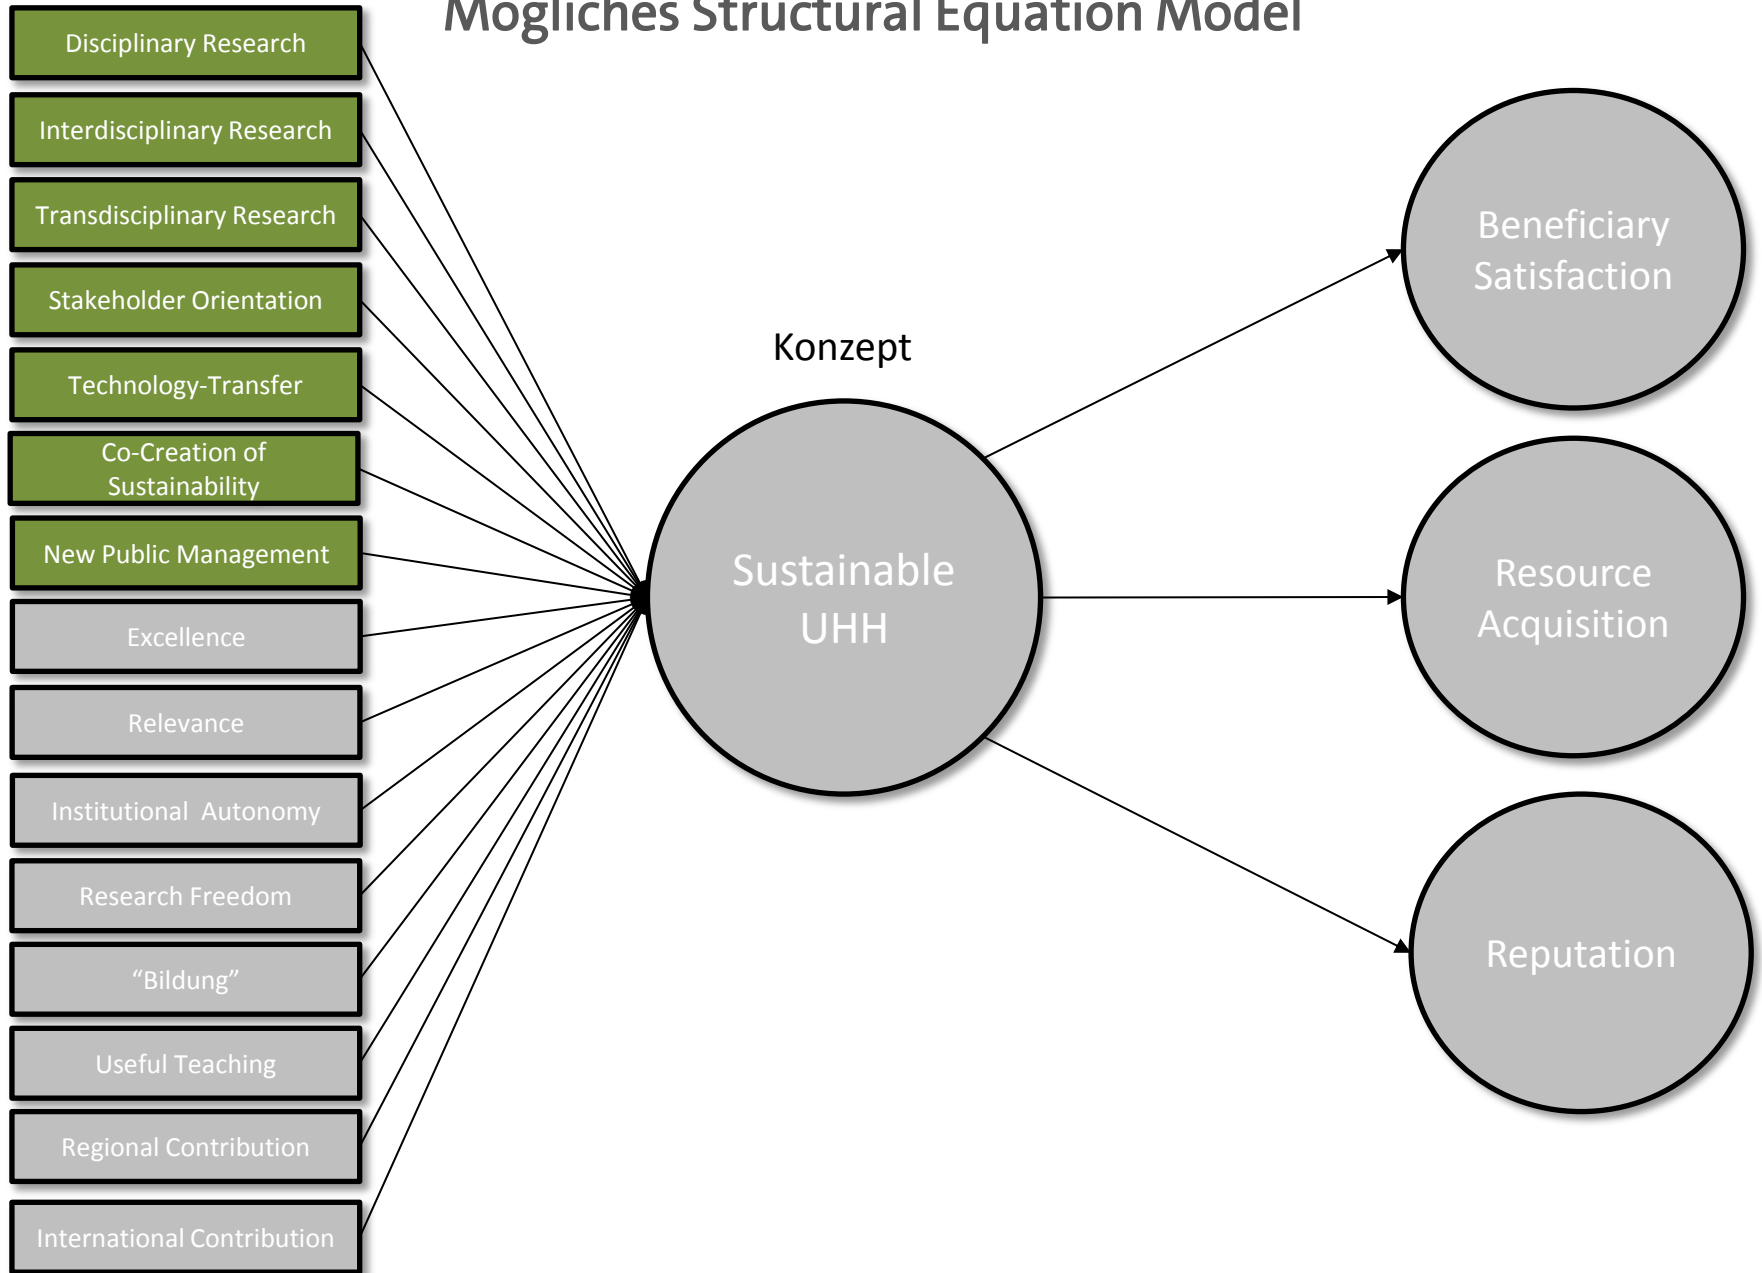 Mögliches Structural Equation Model
Disciplinary Research
Interdisciplinary Research
Transdisciplinary Research
Stakeholder Orientation
Technology-Transfer
Co-Creation of
Sustainability
New Public Management
Excellence
Relevance
Institutional  Autonomy
Research Freedom
“Bildung”
Useful Teaching
Regional Contribution
International Contribution
Konzept
Sustainable
UHH
Beneficiary
Satisfaction
Resource
Acquisition
Reputation